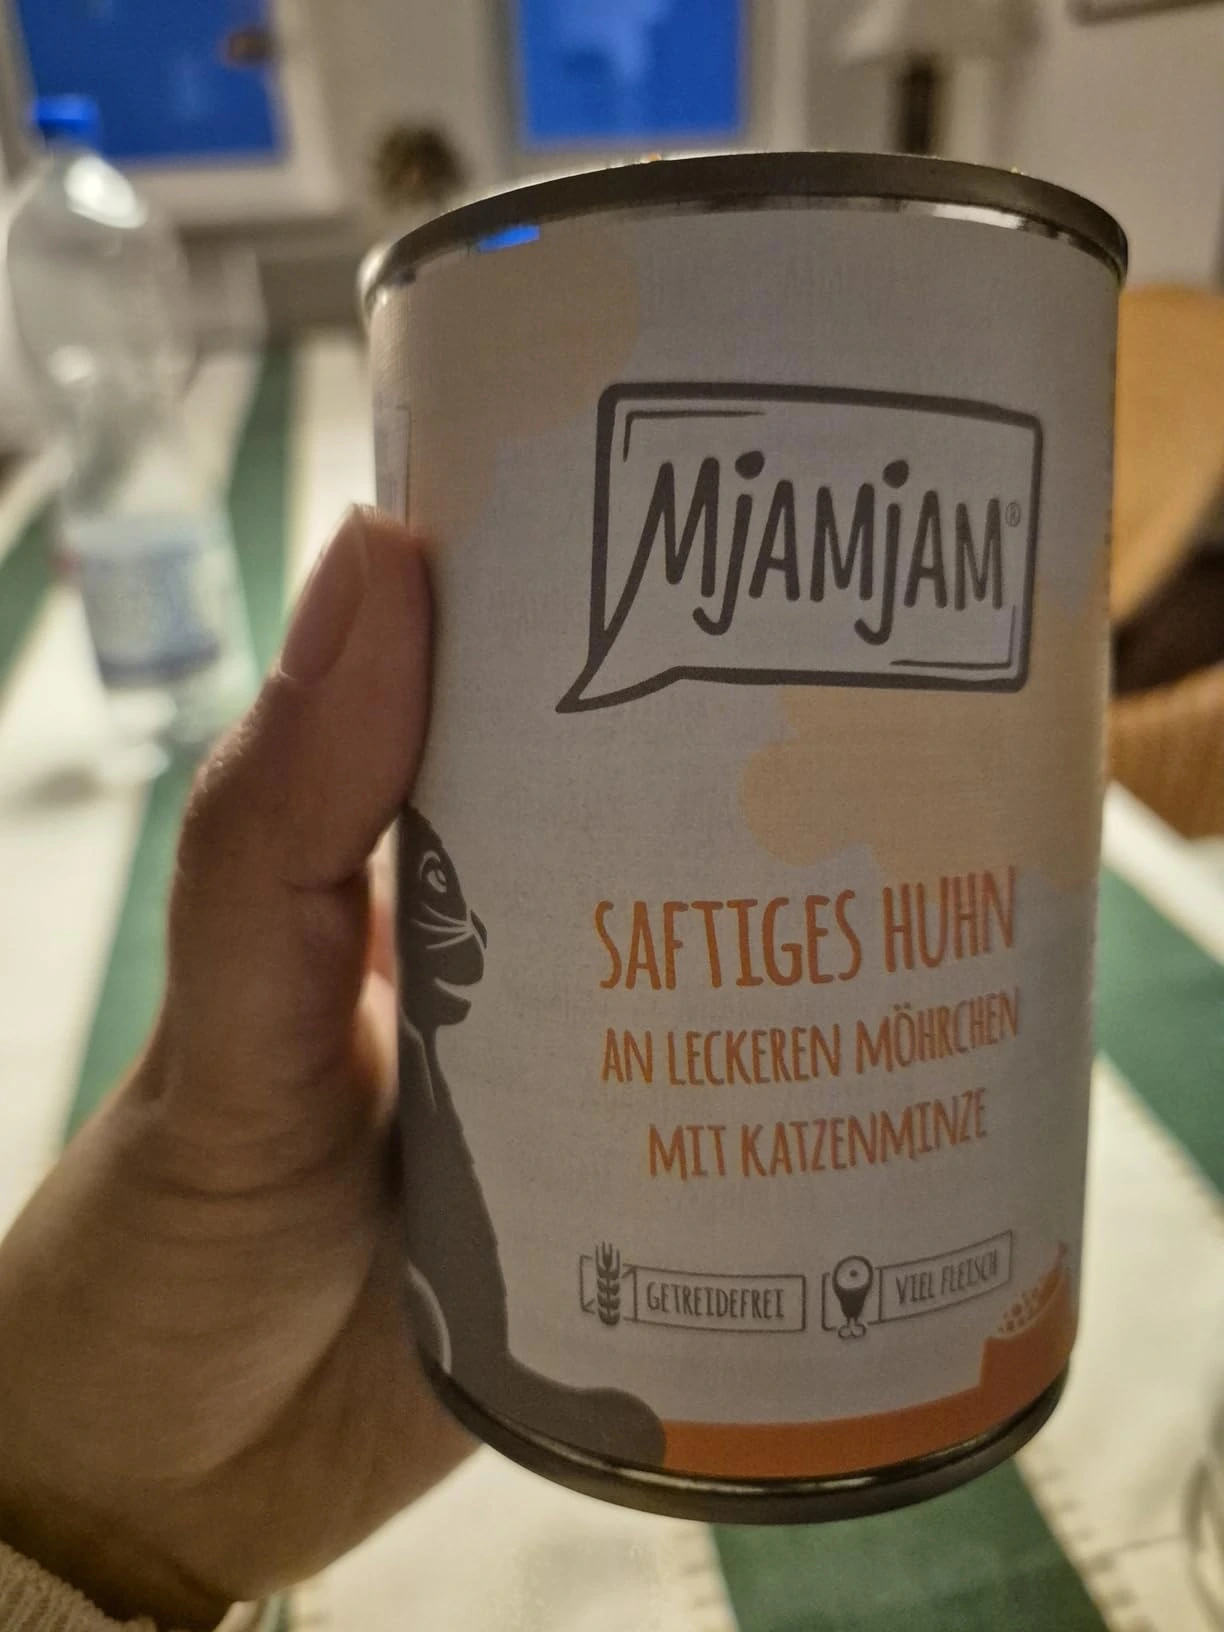 MJAMJAM®
SAFTIGES HUHN
AN LECKEREN MÖHRCHEN
MIT KATZENMINZE
GETREIDEFREI
VIEL FLEISCH